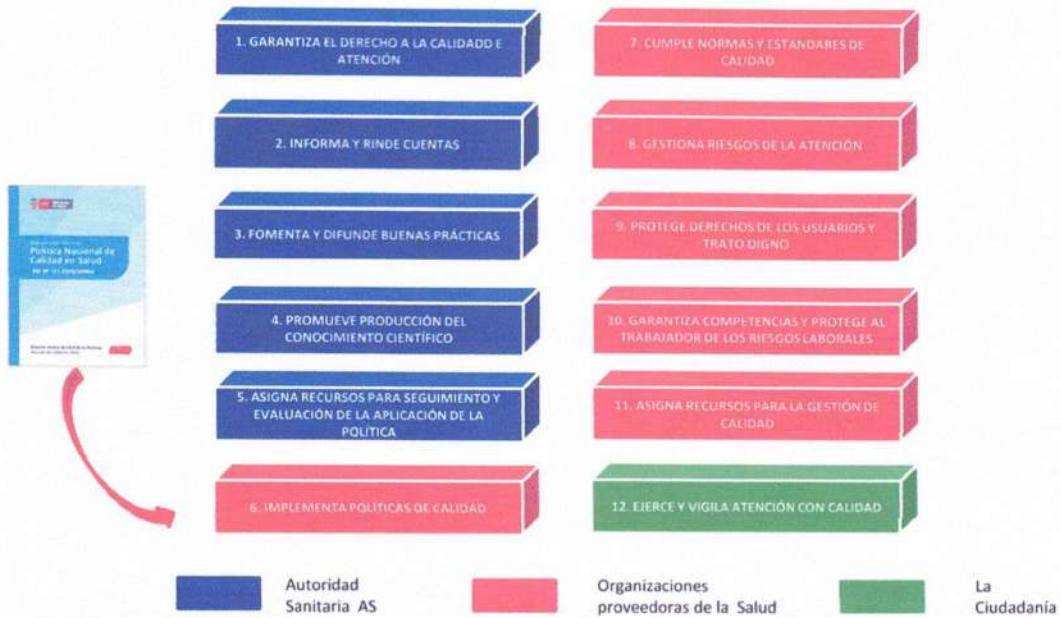 1. GARANTIZA EL DERECHO A LA CALIDADO E
ATENCIÓN
2. INFORMA Y RINDE CUENTAS
3. FOMENTA Y DIFUNDE BUENAS PRÁCTICAS
4. PROMUEVE PRODUCCIÓN DEL
CONOCIMIENTO CIENTÍFICO
5. ASIGNA RECURSOS PARA SEGUIMIENTO Y
EVALUACIÓN DE LA APLICACIÓN DE LA
POLÍTICA
6. IMPLEMENTA POLÍTICAS DE CALIDAD
7. CUMPLE NORMAS Y ESTANDARES DE
CALIDAD
8. GESTIONA RIESGOS DE LA ATENCIÓN
9. PROTEGE DERECHOS DE LOS USUARIOS Y
TRATO DIGNO
10. GARANTIZA COMPETENCIAS Y PROTEGE AL
TRABAJADOR DE LOS RIESGOS LABORALES
11. ASIGNA RECURSOS PARA LA GESTIÓN DE
CALIDAD
12. EJERCE Y VIGILA ATENCIÓN CON CALIDAD
Política Nacional de
Calidad en Salud
Autoridad
Sanitaria AS
Organizaciones
proveedoras de la Salud
La
Ciudadanía